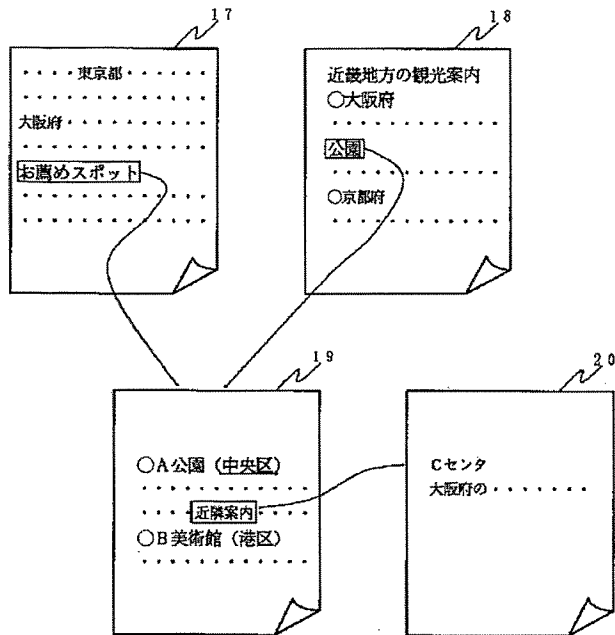 17
・・・・・東京都・・・・・・
・・・・・・・・・・・・・
大阪府・・・・・・・・・
・・・・・・・・・・・・・
お薦めスポット
・・・・・・・・・・・・・
・・・・・・・・・・・・・
18
近畿地方の観光案内
○大阪府
・・・・・・・・・・・・
公園
・・・・・・・・・・・・
○京都府
・・・・・・・・・・・・
19
○A公園(中央区)
・・・・・・・・・・・・
・・・・近隣案内・・・
○B美術館(港区)
・・・・・・・・・・・・
20
Cセンタ
大阪府の・・・・・・・